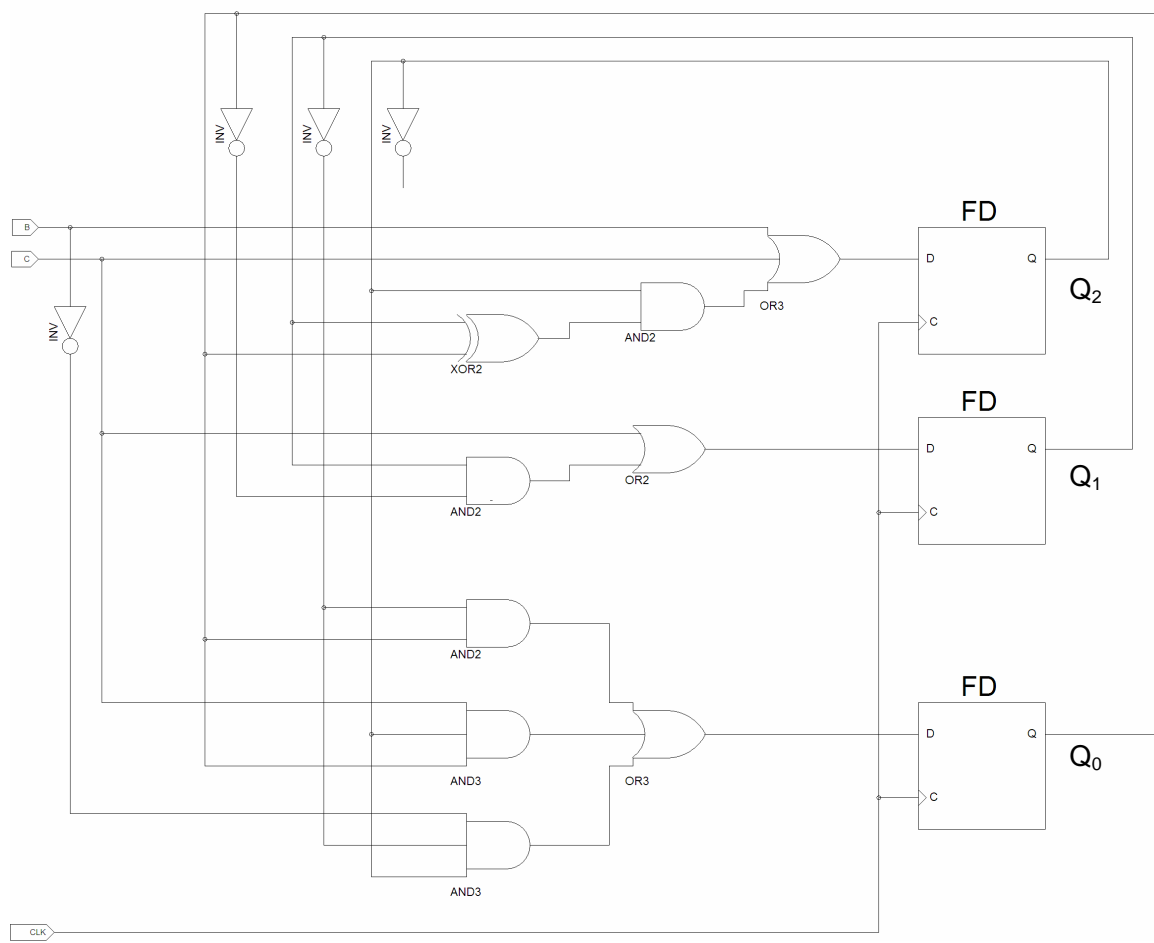 INV
INV
INV
B
FD
C
D
Q
OR3
Q2
INV
C
AND2
XOR2
FD
D
Q
OR2
Q1
AND2
C
AND2
FD
D
Q
Q0
AND3
OR3
C
AND3
CLK